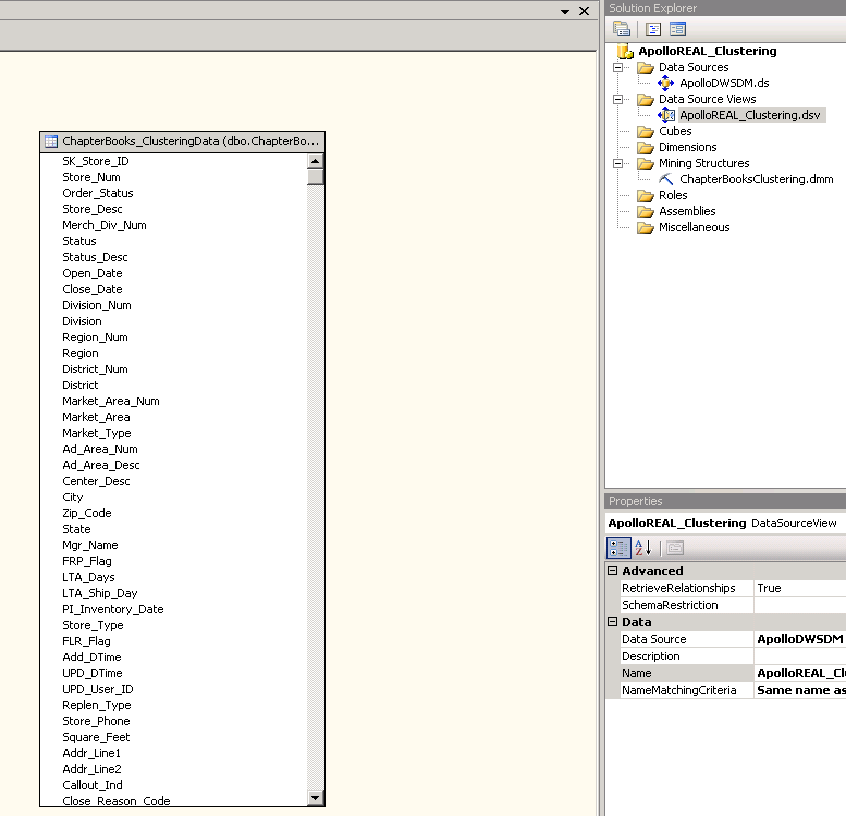 ChapterBooks_ClusteringData (dbo.ChapterBo...
SK_Store_ID
Store_Num
Order_Status
Store_Desc
Merch_Div_Num
Status
Status_Desc
Open_Date
Close_Date
Division_Num
Division
Region_Num
Region
District_Num
District
Market_Area_Num
Market_Area
Market_Type
Ad_Area_Num
Ad_Area_Desc
Center_Desc
City
Zip_Code
State
Mgr_Name
FRP_Flag
LTA_Days
LTA_Ship_Day
PI_Inventory_Date
Store_Type
FLR_Flag
Add_DTime
UPD_DTime
UPD_User_ID
Replen_Type
Store_Phone
Square_Feet
Addr_Line1
Addr_Line2
Callout_Ind
Close_Reason_Code
Solution Explorer
ApolloREAL_Clustering
Data Sources
ApolloDWSDM.ds
Data Source Views
ApolloREAL_Clustering.dsv
Cubes
Dimensions
Mining Structures
ChapterBooksClustering.dmm
Roles
Assemblies
Miscellaneous
Properties
ApolloREAL_Clustering DataSourceView
Advanced
RetrieveRelationships True
SchemaRestriction
Data
Data Source ApolloDWSDM
Description
Name ApolloREAL_Cl
NameMatchingCriteria Same name as